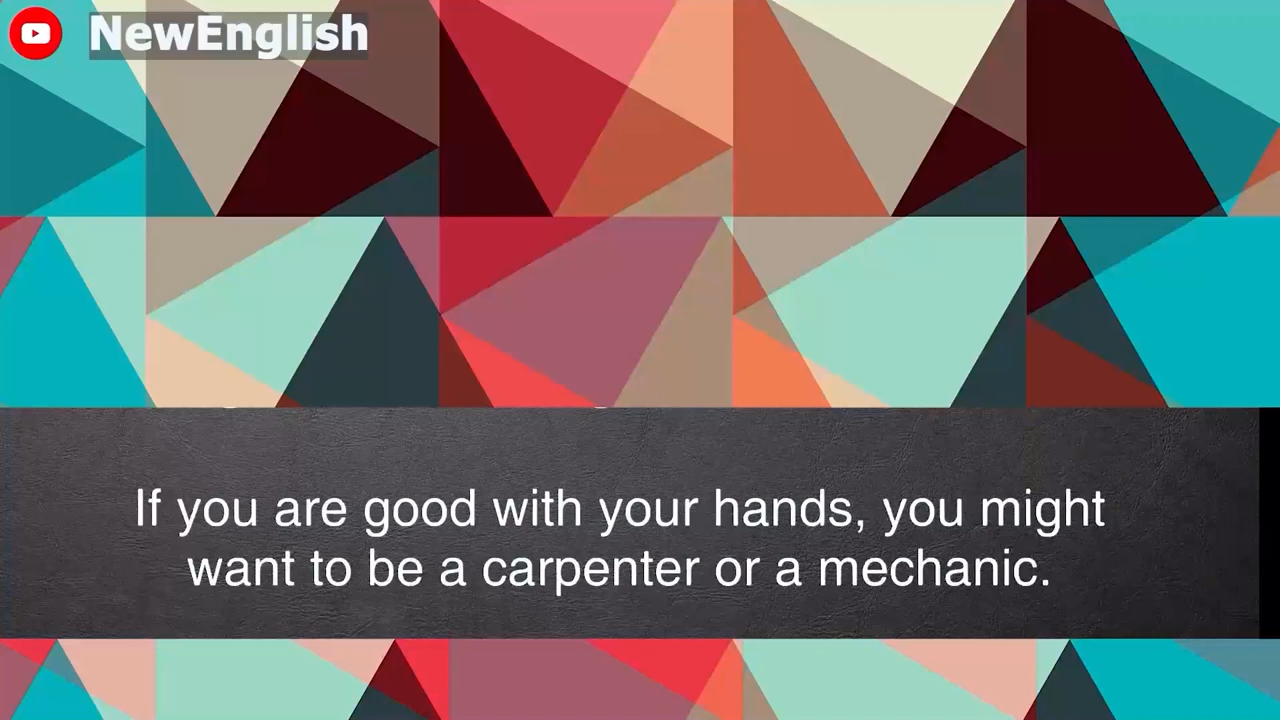 NewEnglish
If you are good with your hands, you might
want to be a carpenter or a mechanic.